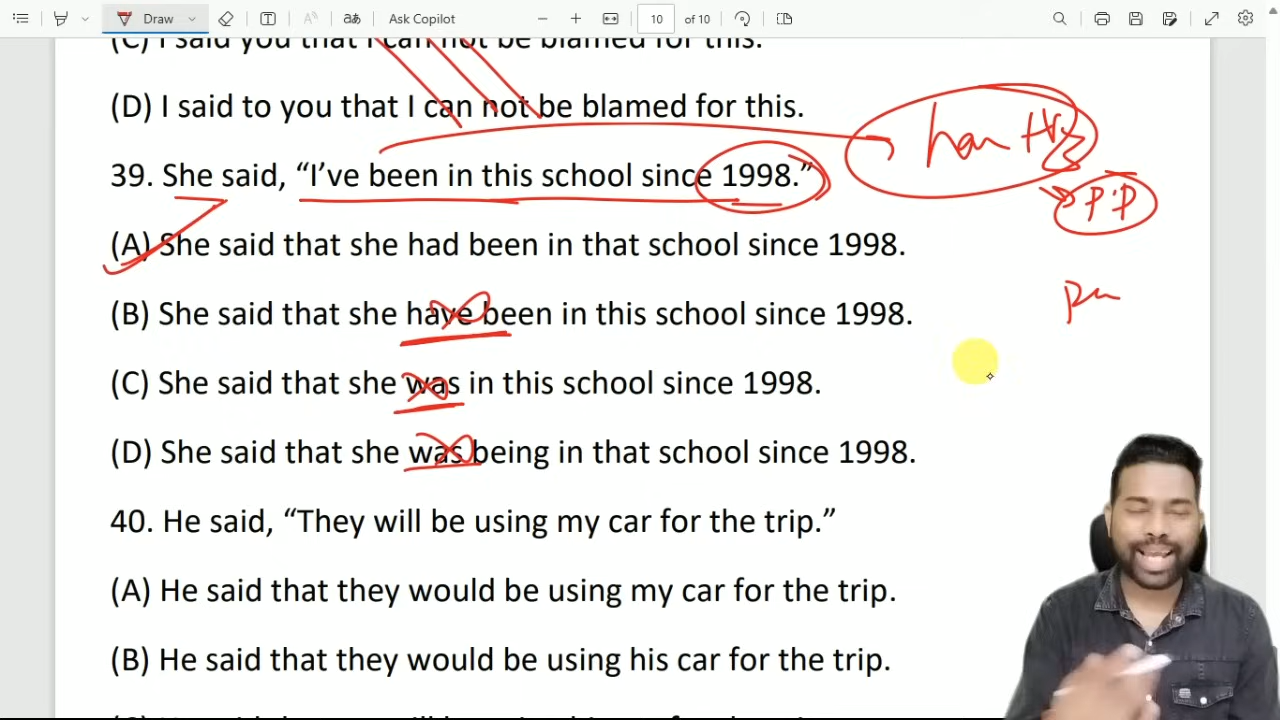 Draw
Ask Copilot
10 of 10
(C) I said you that I can not be blamed for this.
(D) I said to you that I can not be blamed for this.
39. She said, “I’ve been in this school since 1998.”
(A) She said that she had been in that school since 1998.
(B) She said that she have been in this school since 1998.
(C) She said that she was in this school since 1998.
(D) She said that she was being in that school since 1998.
40. He said, “They will be using my car for the trip.”
(A) He said that they would be using my car for the trip.
(B) He said that they would be using his car for the trip.
P.P